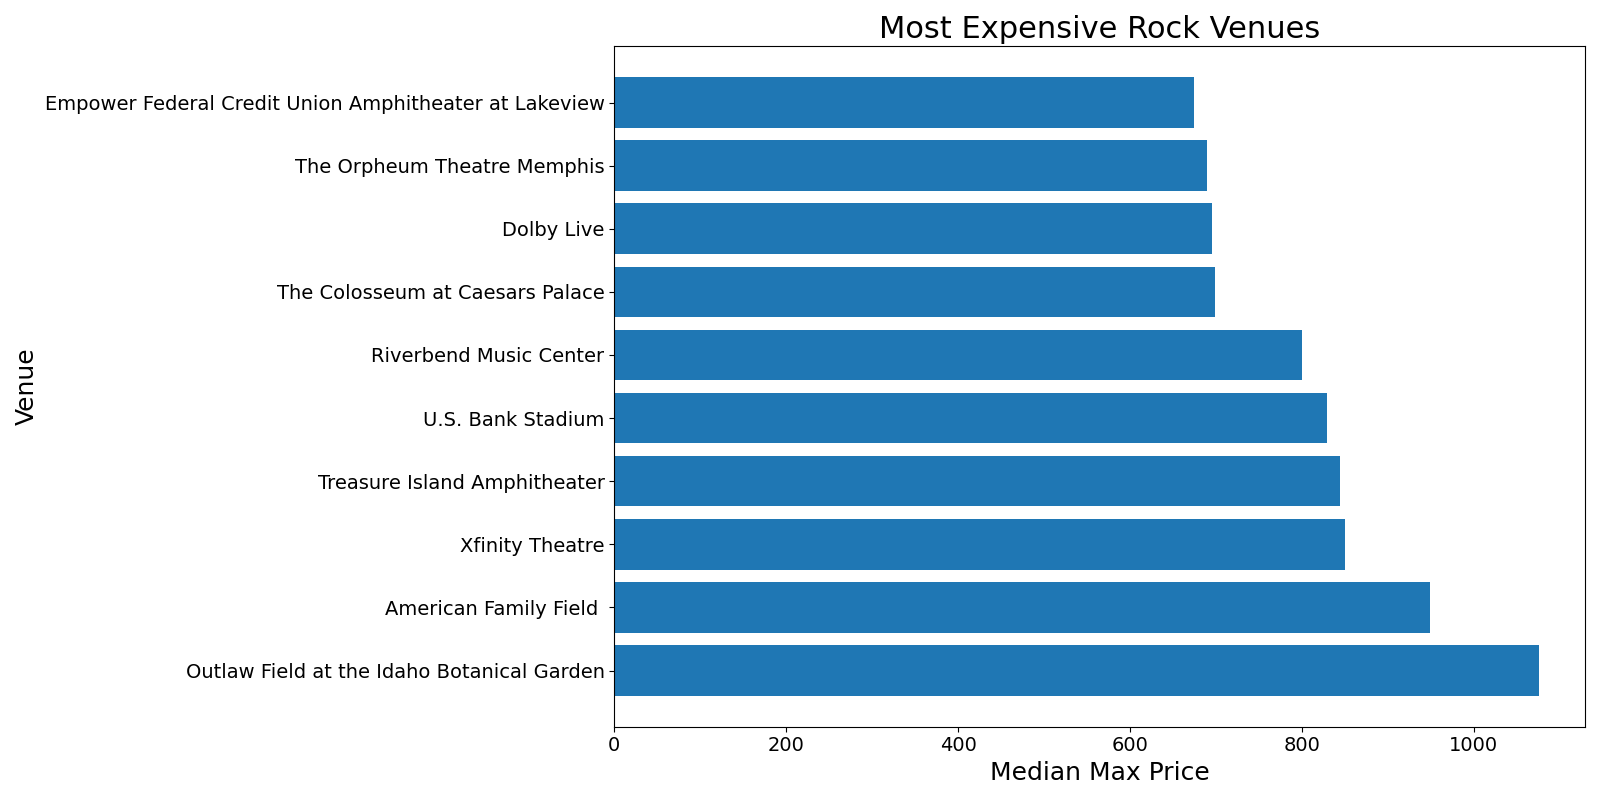 Most Expensive Rock Venues
Empower Federal Credit Union Amphitheater at Lakeview
The Orpheum Theatre Memphis
Dolby Live
The Colosseum at Caesars Palace
Riverbend Music Center
U.S. Bank Stadium
Treasure Island Amphitheater
Xfinity Theatre
American Family Field
Outlaw Field at the Idaho Botanical Garden
Venue
0 200 400 600 800 1000
Median Max Price